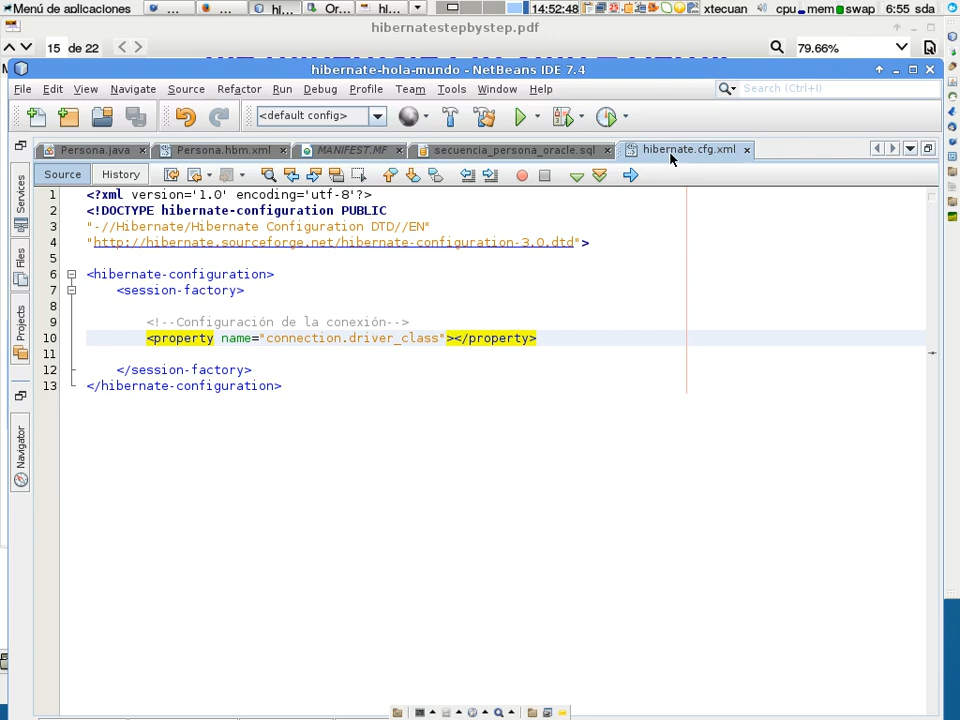 Menú de aplicaciones
...
...
hi...
Or...
hi...
14:52:48
xtecuan
cpu
mem
swap
6:55
sda
hibernatestepbystep.pdf
15 de 22
79.66%
hibernate-hola-mundo - NetBeans IDE 7.4
File Edit View Navigate Source Refactor Run Debug Profile Team Tools Window Help
Search (Ctrl+I)
<default config>
Persona.java
Persona.hbm.xml
MANIFEST.MF
secuencia_persona_oracle.sql
hibernate.cfg.xml
Source History
Services
Files
Projects
Navigator
1 <?xml version='1.0' encoding='utf-8'?>
2 <!DOCTYPE hibernate-configuration PUBLIC
3 "-//Hibernate/Hibernate Configuration DTD//EN"
4 "http://hibernate.sourceforge.net/hibernate-configuration-3.0.dtd">
5
6 <hibernate-configuration>
7 <session-factory>
8
9 <!--Configuración de la conexión-->
10 <property name="connection.driver_class"></property>
11
12 </session-factory>
13 </hibernate-configuration>